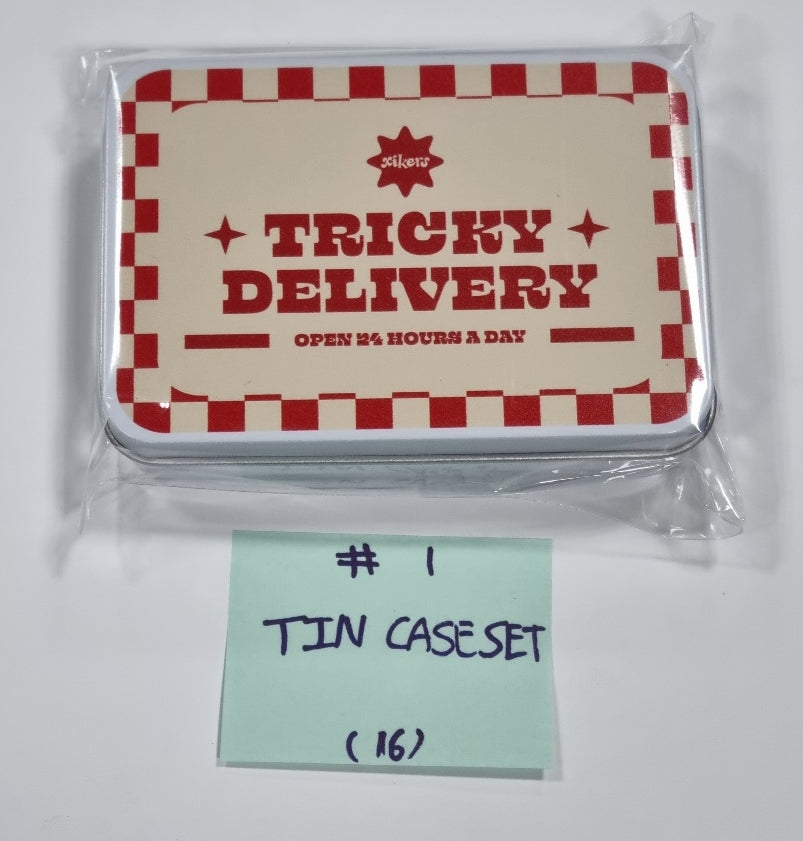 xikers
TRICKY
DELIVERY
OPEN 24 HOURS A DAY
# 1
TIN CASE SET
(16)